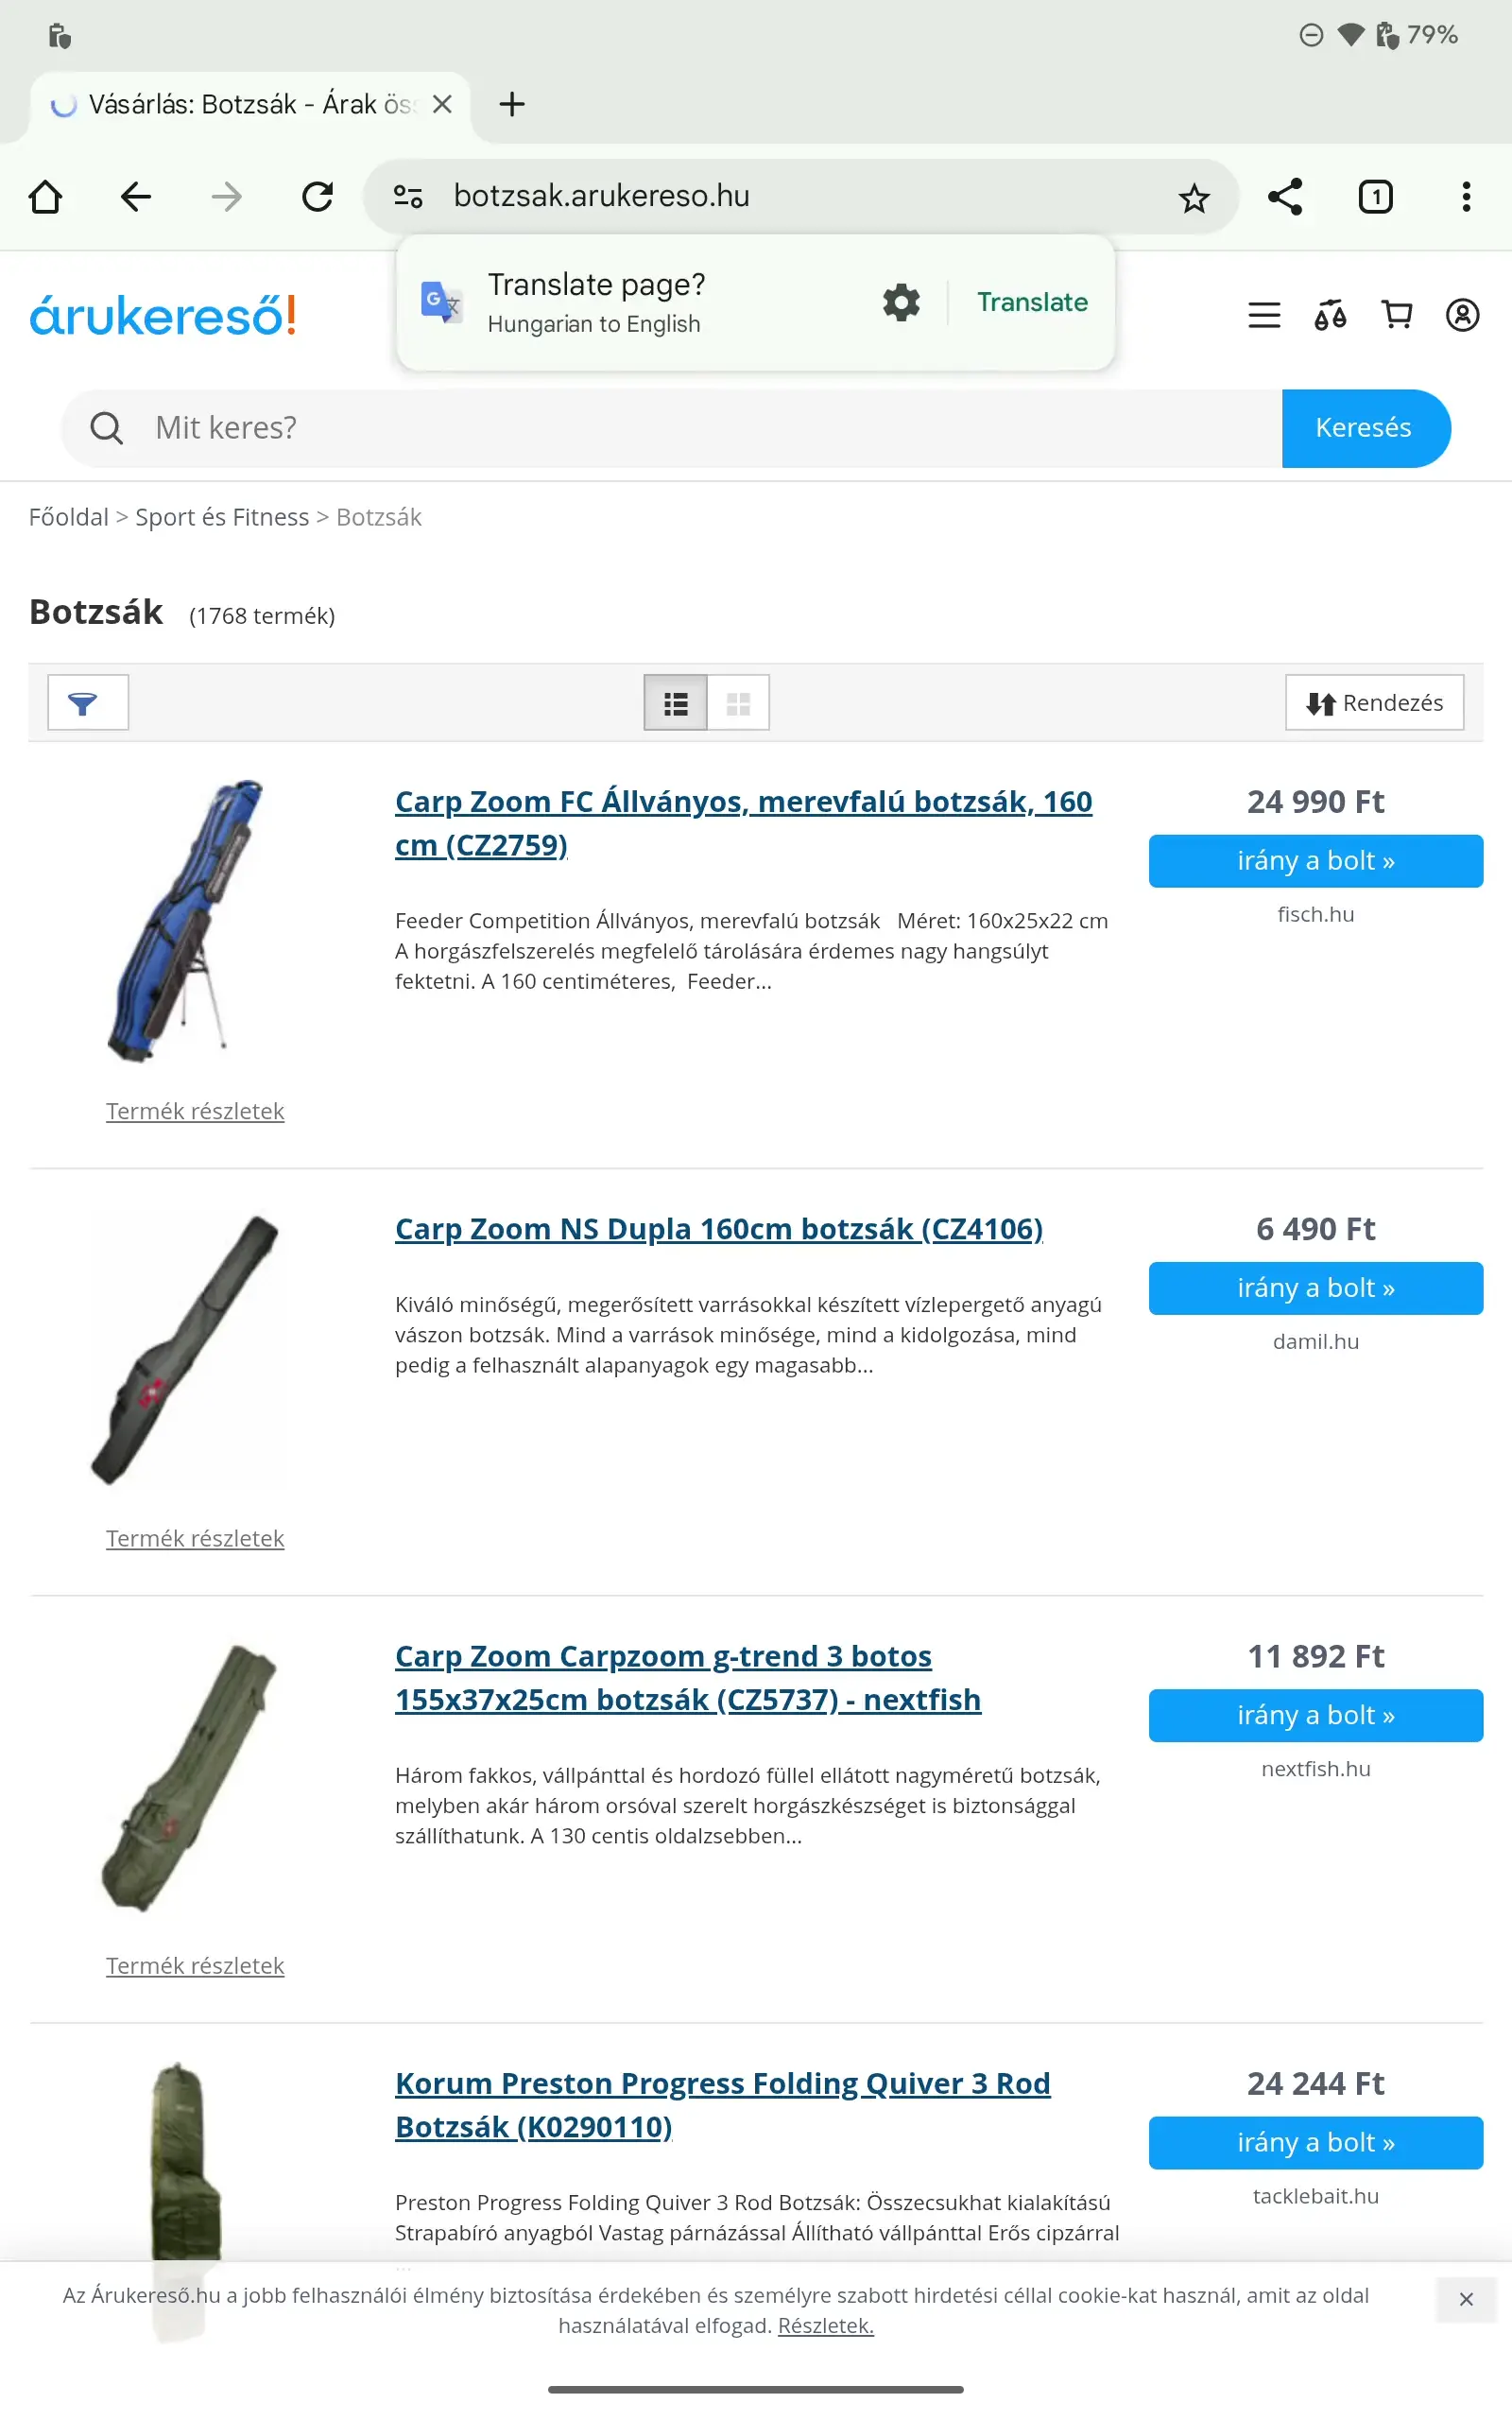 79%
Vásárlás: Botzsák - Árak öss
botzsak.arukereso.hu
1
Translate page?
Hungarian to English
Translate
árukereső!
Mit keres?
Keresés
Főoldal > Sport és Fitness > Botzsák
Botzsák (1768 termék)
Rendezés
Carp Zoom FC Állványos, merevfalú botzsák, 160
cm (CZ2759)
24 990 Ft
irány a bolt »
fisch.hu
Feeder Competition Állványos, merevfalú botzsák Méret: 160x25x22 cm
A horgászfelszerelés megfelelő tárolására érdemes nagy hangsúlyt
fektetni. A 160 centiméteres, Feeder...
Termék részletek
Carp Zoom NS Dupla 160cm botzsák (CZ4106)
6 490 Ft
irány a bolt »
damil.hu
Kiváló minőségű, megerősített varrásokkal készített vízlepergető anyagú
vászon botzsák. Mind a varrások minősége, mind a kidolgozása, mind
pedig a felhasznált alapanyagok egy magasabb...
Termék részletek
Carp Zoom Carpzoom g-trend 3 botos
155x37x25cm botzsák (CZ5737) - nextfish
11 892 Ft
irány a bolt »
nextfish.hu
Három fakkos, vállpánttal és hordozó füllel ellátott nagyméretű botzsák,
melyben akár három orsóval szerelt horgászkészséget is biztonsággal
szállíthatunk. A 130 centis oldalzsebben...
Termék részletek
Korum Preston Progress Folding Quiver 3 Rod
Botzsák (K0290110)
24 244 Ft
irány a bolt »
tacklebait.hu
Preston Progress Folding Quiver 3 Rod Botzsák: Összecsukhat kialakítású
Strapabíró anyagból Vastag párnázással Állítható vállpánttal Erős cipzárral
...
Az Árukereső.hu a jobb felhasználói élmény biztosítása érdekében és személyre szabott hirdetési céllal cookie-kat használ, amit az oldal
használatával elfogad. Részletek.